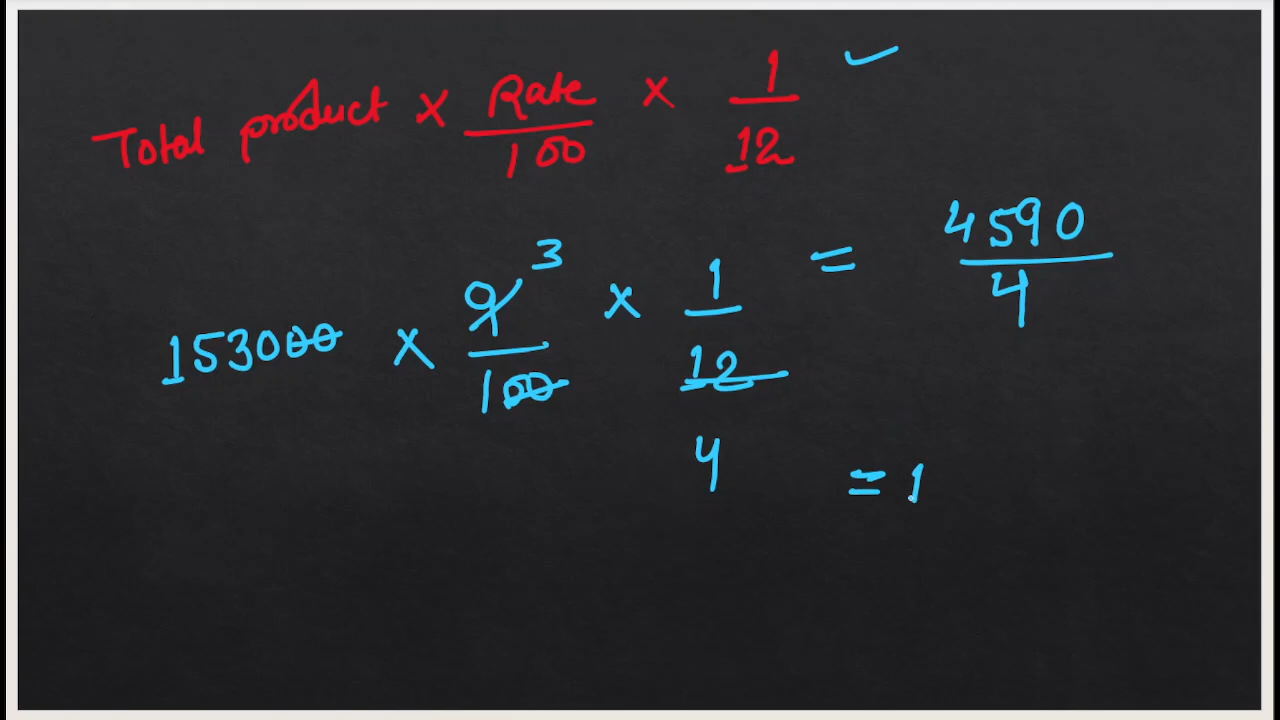 Total product × Rate/100 × 1/12 ✓
153000 × 9/100 × 1/12 = 4590/4
3
4
= 1